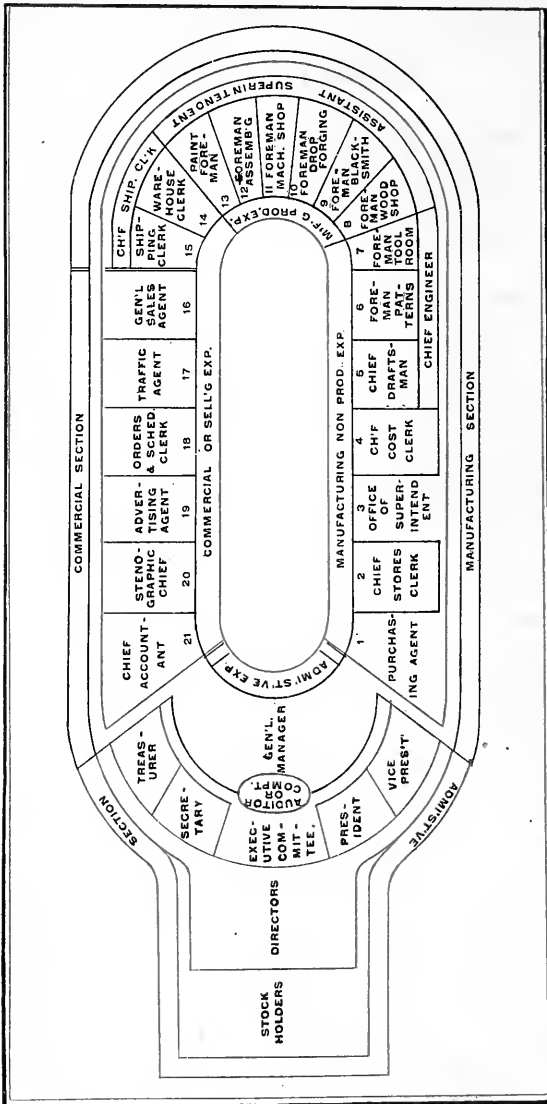 COMMERCIAL SECTION
CHIEF
ACCOUNT-
ANT
21
STENO-
GRAPHIC
CHIEF
20
ADVER-
TISING
AGENT
19
ORDERS
& SCHED.
CLERK
18
TRAFFIC
AGENT
17
GEN'L
SALES
AGENT
16
CH'F SHIP. CL'K
SHIP-
PING
CLERK
15
WARE-
HOUSE
CLERK
14
COMMERCIAL OR SELL'G EXP.
ASSISTANT SUPERINTENDENT
PAINT
FORE-
MAN
13
12 FOREMAN
ASSEMB'G
11 FOREMAN
MACH. SHOP
10
FOREMAN
DROP
FORGING
9
FORE-
MAN
BLACK-
SMITH
8
FORE-
MAN
WOOD
SHOP
M'F'G PROD. EXP.
SECTION
TREAS-
URER
SECRE-
TARY
EXEC-
UTIVE
COM-
MIT-
TEE.
PRES-
IDENT
VICE
PRES'T'
ADM'ST'VE
STOCK
HOLDERS
DIRECTORS
AUDITOR
OR
COMPT.
GEN'L.
MANAGER
ADMI'ST'VE EXP.
MANUFACTURING NON PROD. EXP.
1
PURCHAS-
ING AGENT
2
CHIEF
STORES
CLERK
3
OFFICE
OF
SUPER-
INTEND
ENT
4
CH'F
COST
CLERK
5
CHIEF
DRAFTS-
MAN
6
FORE-
MAN
PAT-
TERNS
7
FORE-
MAN
TOOL
ROOM
CHIEF ENGINEER
MANUFACTURING SECTION